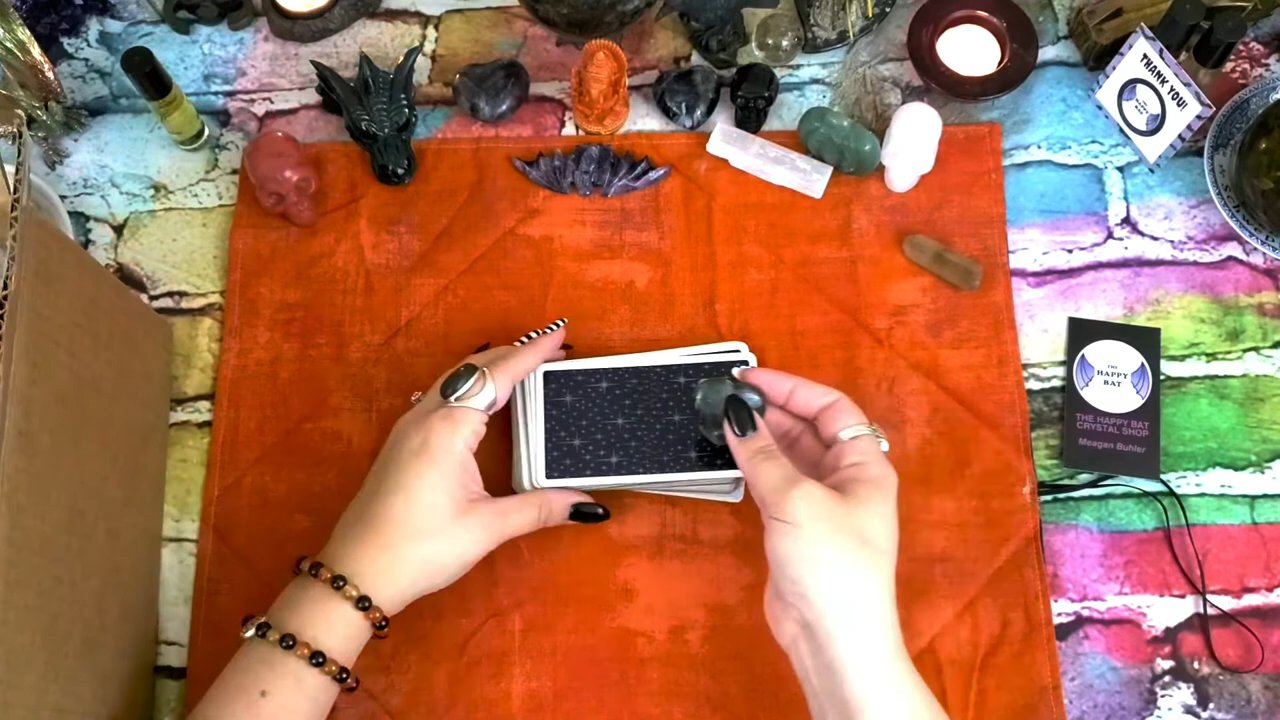 THANK YOU!
THE
HAPPY
BAT
THE HAPPY BAT
CRYSTAL SHOP
Meagan Buhler